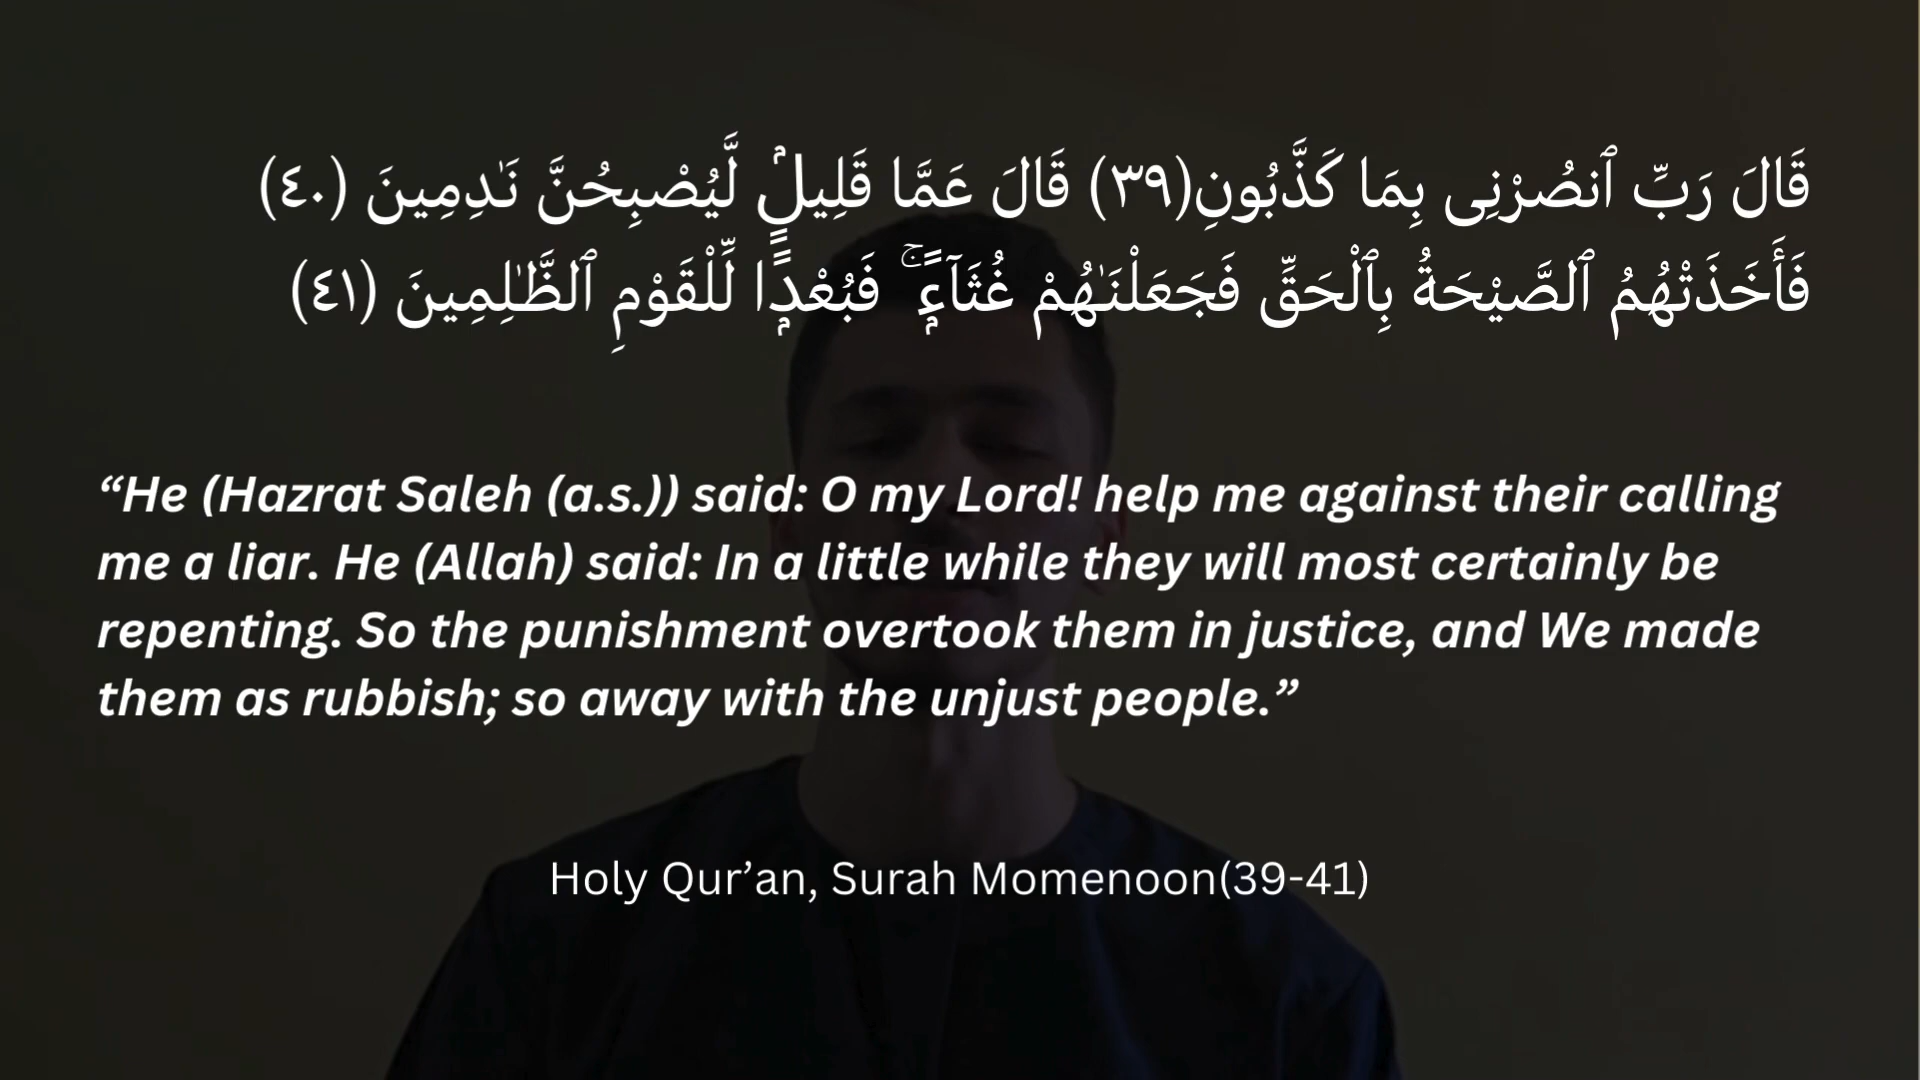 قَالَ رَبِّ ٱنصُرْنِى بِمَا كَذَّبُونِ(٣٩) قَالَ عَمَّا قَلِيلٍۢ لَّيُصْبِحُنَّ نَـٰدِمِينَ (٤٠)
فَأَخَذَتْهُمُ ٱلصَّيْحَةُ بِٱلْحَقِّ فَجَعَلْنَـٰهُمْ غُثَآءًۭ ۚ فَبُعْدًۭا لِّلْقَوْمِ ٱلظَّـٰلِمِينَ (٤١)
“He (Hazrat Saleh (a.s.)) said: O my Lord! help me against their calling
me a liar. He (Allah) said: In a little while they will most certainly be
repenting. So the punishment overtook them in justice, and We made
them as rubbish; so away with the unjust people.”
Holy Qur’an, Surah Momenoon(39-41)